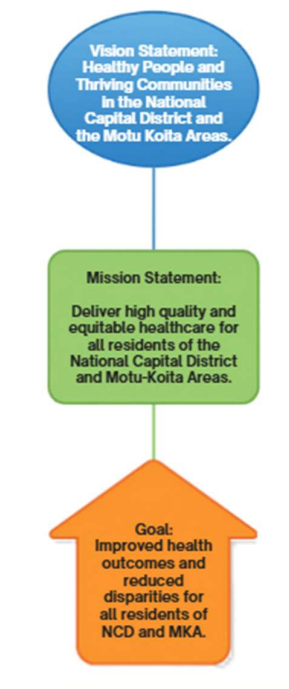 Vision Statement:
Healthy People and
Thriving Communities
in the National
Capital District and
the Motu Koita Areas.
Mission Statement:
Deliver high quality and
equitable healthcare for
all residents of the
National Capital District
and Motu-Koita Areas.
Goal:
Improved health
outcomes and
reduced
disparities for
all residents of
NCD and MKA.